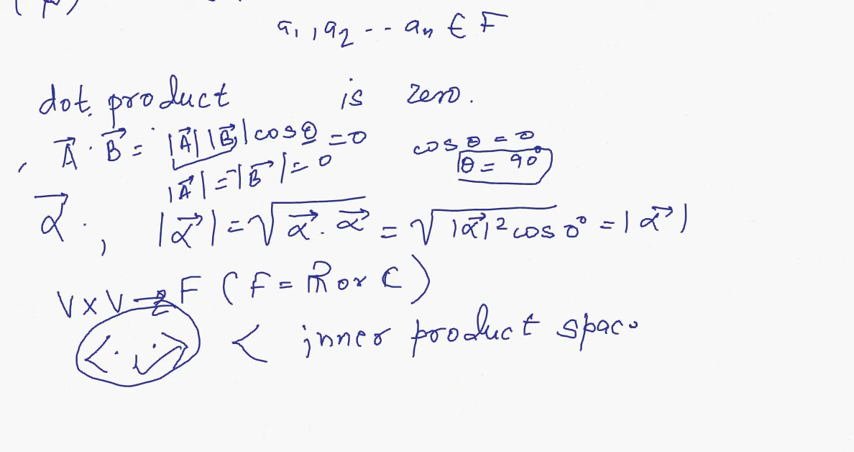 a₁, a₂ -- aₙ ∈ F
dot. product is zero.
A⃗ · B⃗ = |A⃗| |B⃗| cos θ = 0 cos θ = 0
|A⃗| = |B⃗| = 0 θ = 90°
α⃗ , |α⃗| = √α⃗ · α⃗ = √|α⃗|² cos 0° = |α⃗|
V × V → F (F = R or C)
<·,·> < inner product spac